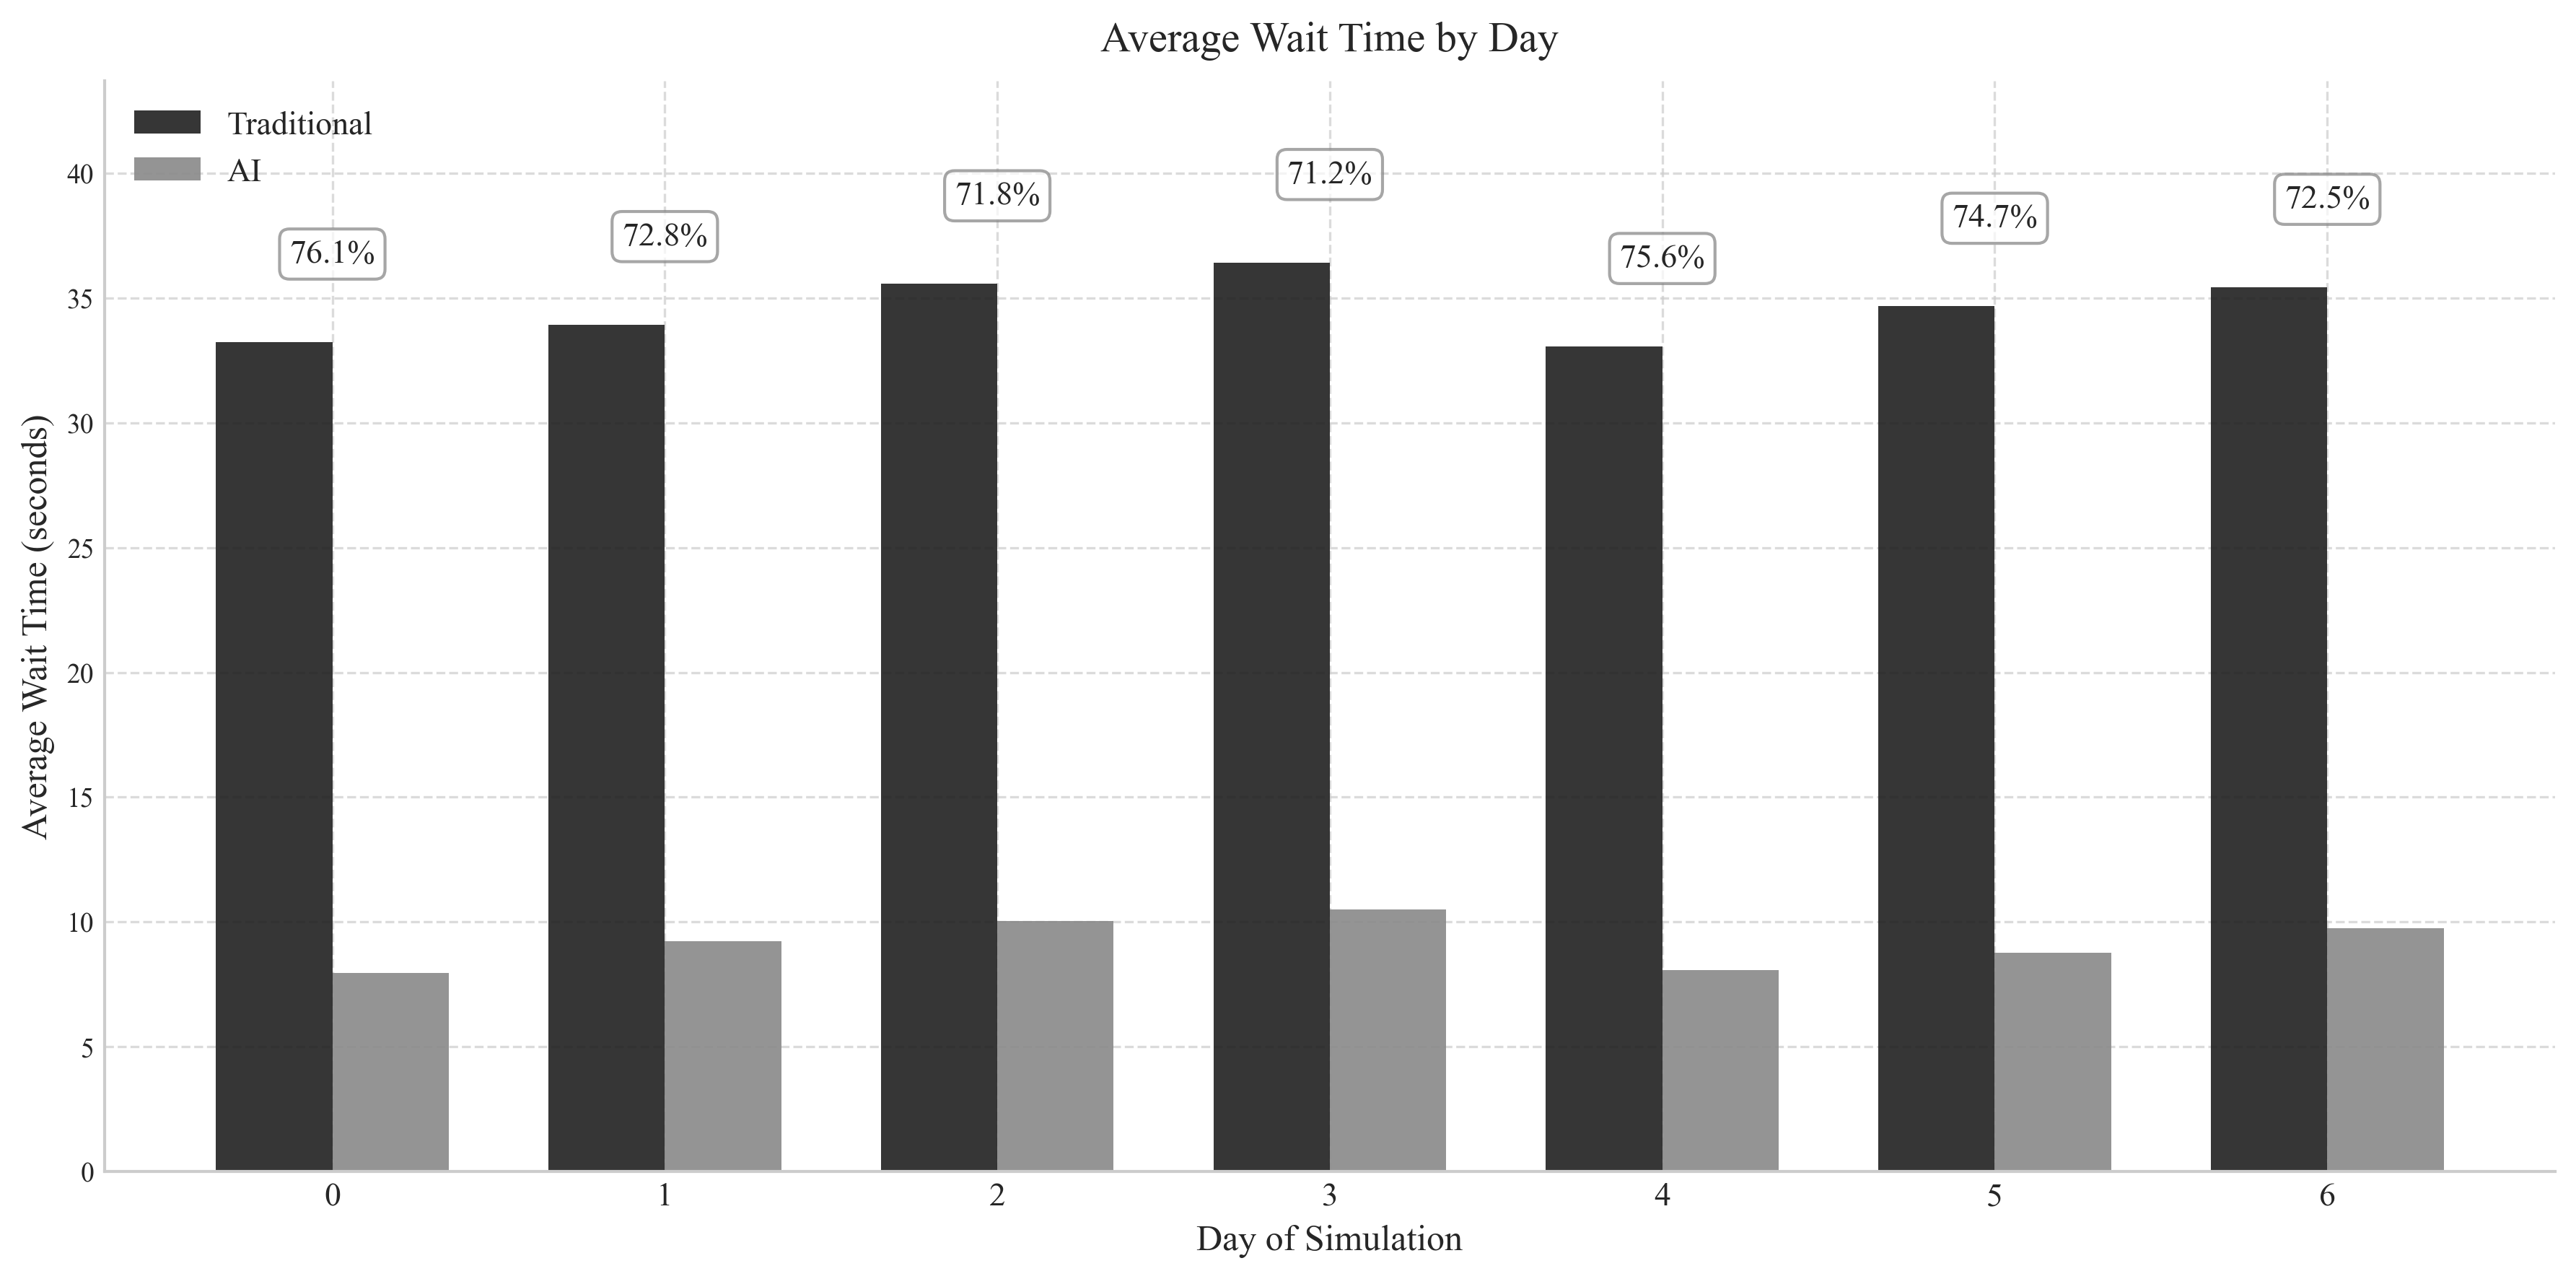 Average Wait Time by Day
Traditional
AI
76.1%
72.8%
71.8%
71.2%
75.6%
74.7%
72.5%
Average Wait Time (seconds)
40
35
30
25
20
15
10
5
0
0 1 2 3 4 5 6
Day of Simulation